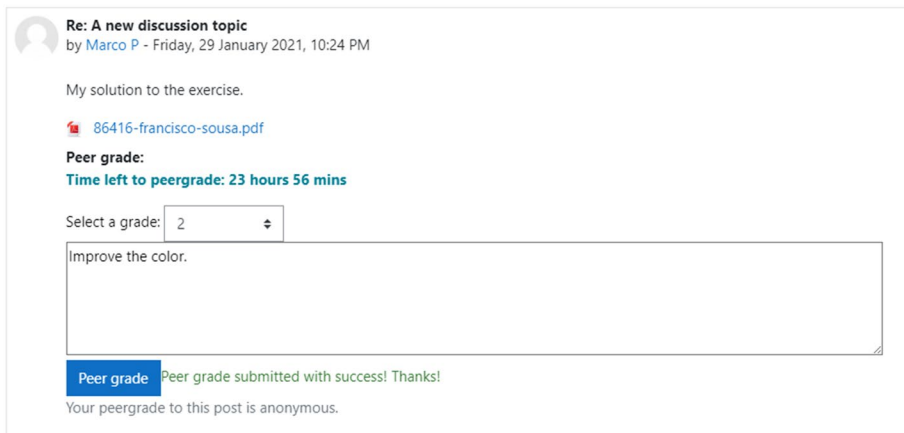 Re: A new discussion topic
by Marco P - Friday, 29 January 2021, 10:24 PM
My solution to the exercise.
86416-francisco-sousa.pdf
Peer grade:
Time left to peergrade: 23 hours 56 mins
Select a grade: 2
Improve the color.
Peer grade Peer grade submitted with success! Thanks!
Your peergrade to this post is anonymous.